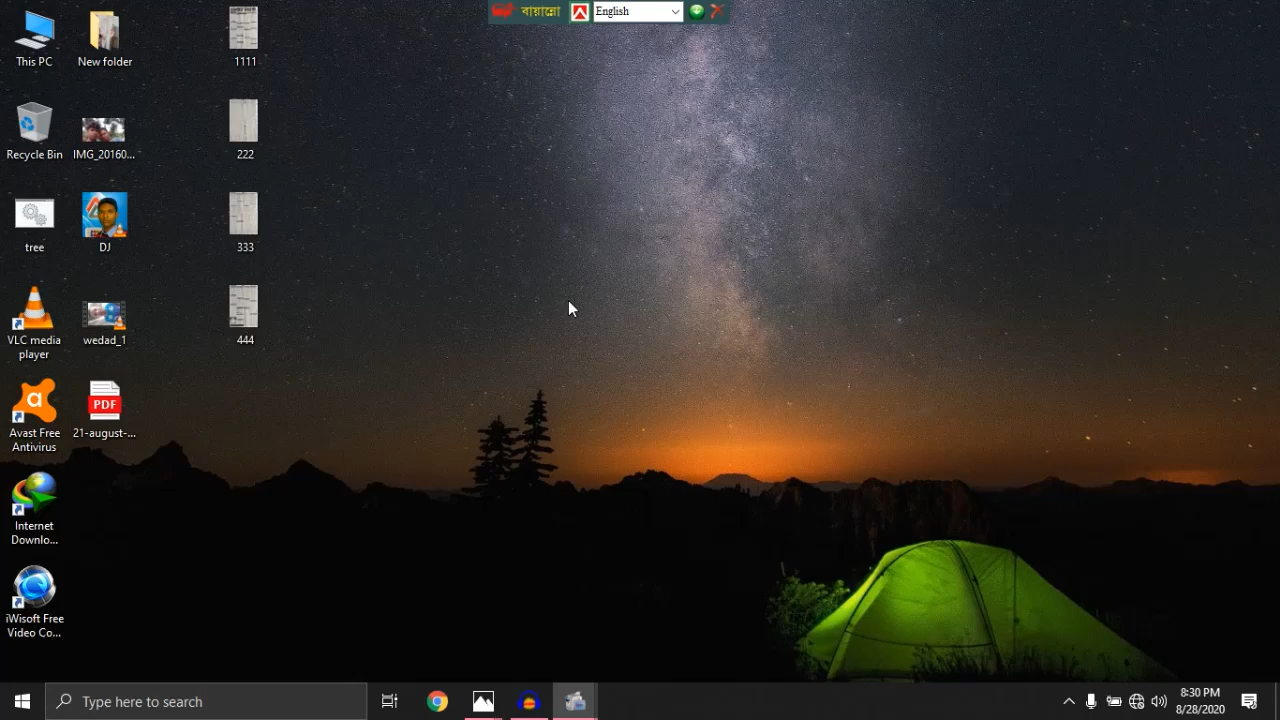 বায়ান্নো
English
This PC
New folder
1111
Recycle Bin
IMG_20160...
222
tree
DJ
333
VLC media
player
wedad_1
444
Avast Free
Antivirus
PDF
21-august-...
Internet
Downlo...
iWisoft Free
Video Co...
Type here to search
8:30 PM
8/28/2020